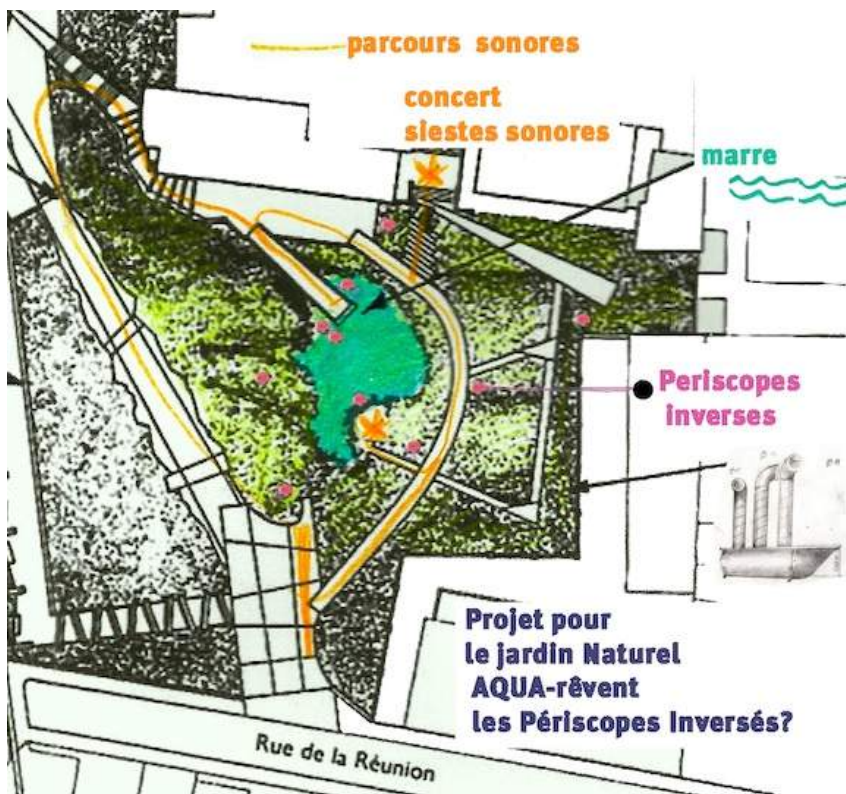 parcours sonores
concert
siestes sonores
marre
Periscopes
inverses
Projet pour
le jardin Naturel
AQUA-rêvent
les Périscopes Inversés?
Rue de la Réunion